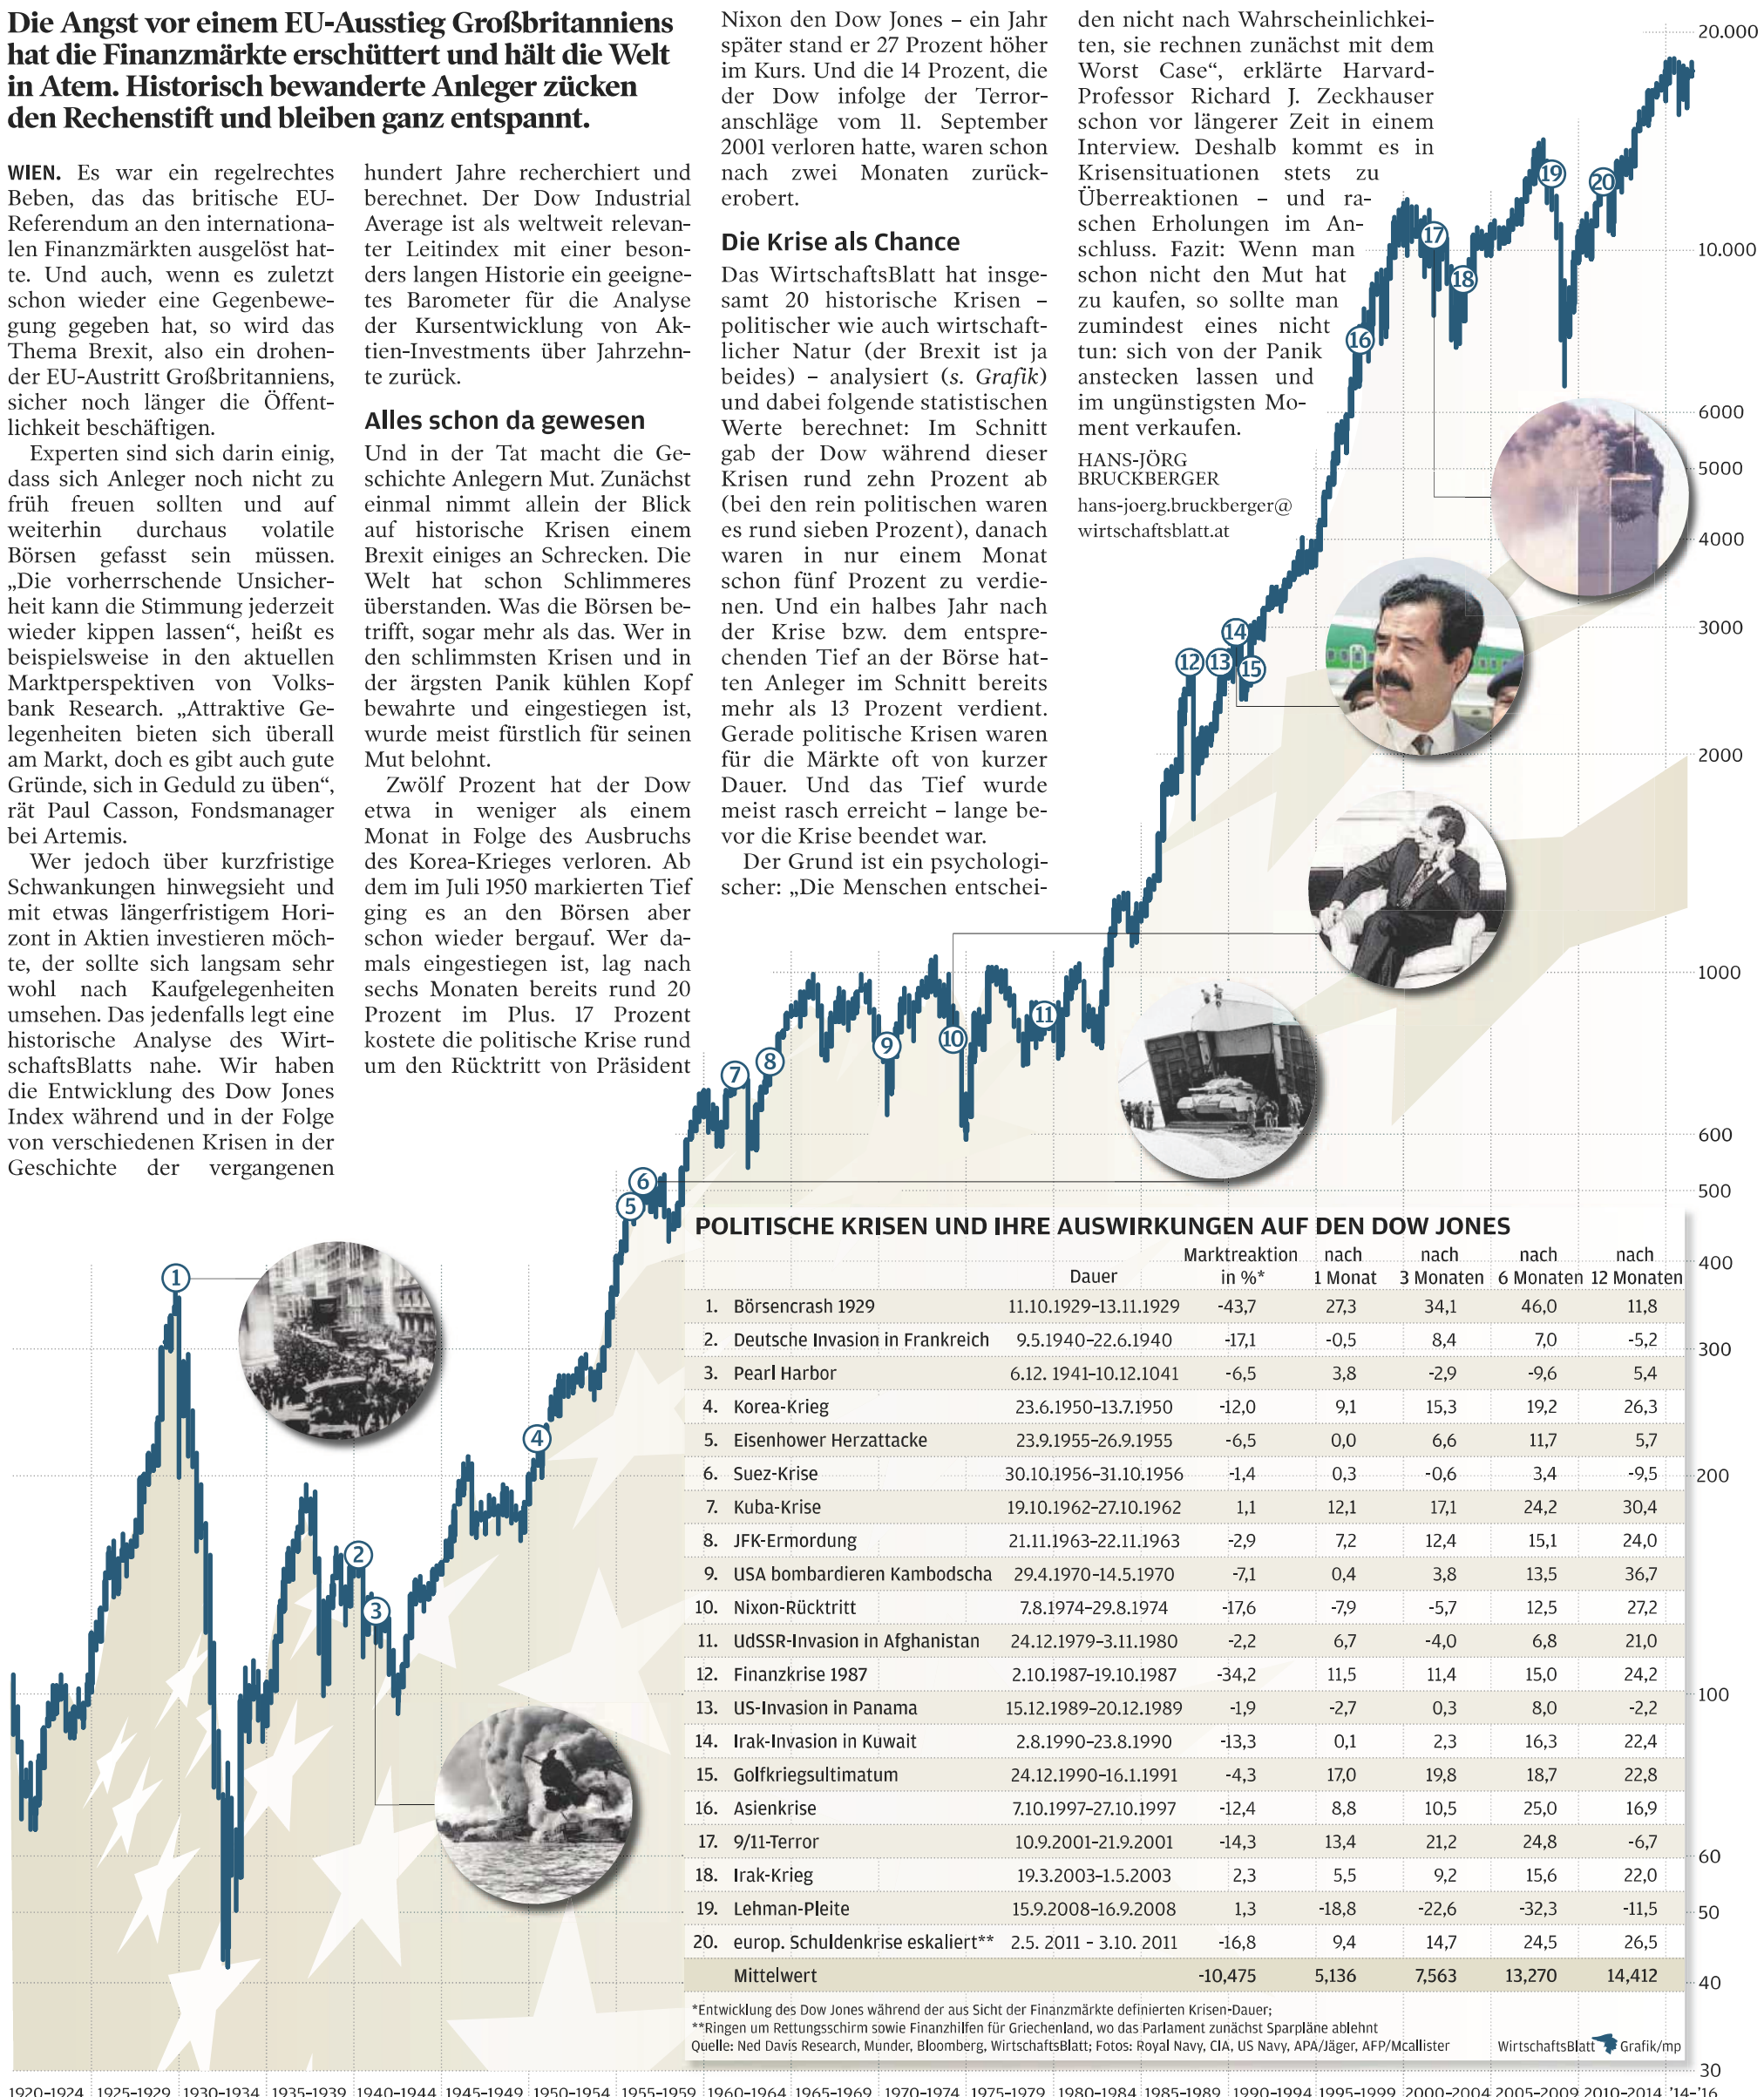 Die Angst vor einem EU-Ausstieg Großbritanniens
hat die Finanzmärkte erschüttert und hält die Welt
in Atem. Historisch bewanderte Anleger zücken
den Rechenstift und bleiben ganz entspannt.
WIEN. Es war ein regelrechtes
Beben, das das britische EU-
Referendum an den internationa-
len Finanzmärkten ausgelöst hat-
te. Und auch, wenn es zuletzt
schon wieder eine Gegenbewe-
gung gegeben hat, so wird das
Thema Brexit, also ein drohen-
der EU-Austritt Großbritanniens,
sicher noch länger die Öffent-
lichkeit beschäftigen.
Experten sind sich darin einig,
dass sich Anleger noch nicht zu
früh freuen sollten und auf
weiterhin durchaus volatile
Börsen gefasst sein müssen.
„Die vorherrschende Unsicher-
heit kann die Stimmung jederzeit
wieder kippen lassen“, heißt es
beispielsweise in den aktuellen
Marktperspektiven von Volks-
bank Research. „Attraktive Ge-
legenheiten bieten sich überall
am Markt, doch es gibt auch gute
Gründe, sich in Geduld zu üben“,
rät Paul Casson, Fondsmanager
bei Artemis.
Wer jedoch über kurzfristige
Schwankungen hinwegsieht und
mit etwas längerfristigem Hori-
zont in Aktien investieren möch-
te, der sollte sich langsam sehr
wohl nach Kaufgelegenheiten
umsehen. Das jedenfalls legt eine
historische Analyse des Wirt-
schaftsBlatts nahe. Wir haben
die Entwicklung des Dow Jones
Index während und in der Folge
von verschiedenen Krisen in der
Geschichte der vergangenen
hundert Jahre recherchiert und
berechnet. Der Dow Industrial
Average ist als weltweit relevan-
ter Leitindex mit einer beson-
ders langen Historie ein geeigne-
tes Barometer für die Analyse
der Kursentwicklung von Ak-
tien-Investments über Jahrzehn-
te zurück.
Alles schon da gewesen
Und in der Tat macht die Ge-
schichte Anlegern Mut. Zunächst
einmal nimmt allein der Blick
auf historische Krisen einem
Brexit einiges an Schrecken. Die
Welt hat schon Schlimmeres
überstanden. Was die Börsen be-
trifft, sogar mehr als das. Wer in
den schlimmsten Krisen und in
der ärgsten Panik kühlen Kopf
bewahrte und eingestiegen ist,
wurde meist fürstlich für seinen
Mut belohnt.
Zwölf Prozent hat der Dow
etwa in weniger als einem
Monat in Folge des Ausbruchs
des Korea-Krieges verloren. Ab
dem im Juli 1950 markierten Tief
ging es an den Börsen aber
schon wieder bergauf. Wer da-
mals eingestiegen ist, lag nach
sechs Monaten bereits rund 20
Prozent im Plus. 17 Prozent
kostete die politische Krise rund
um den Rücktritt von Präsident
Nixon den Dow Jones – ein Jahr
später stand er 27 Prozent höher
im Kurs. Und die 14 Prozent, die
der Dow infolge der Terror-
anschläge vom 11. September
2001 verloren hatte, waren schon
nach zwei Monaten zurück-
erobert.
Die Krise als Chance
Das WirtschaftsBlatt hat insge-
samt 20 historische Krisen –
politischer wie auch wirtschaft-
licher Natur (der Brexit ist ja
beides) – analysiert (s. Grafik)
und dabei folgende statistischen
Werte berechnet: Im Schnitt
gab der Dow während dieser
Krisen rund zehn Prozent ab
(bei den rein politischen waren
es rund sieben Prozent), danach
waren in nur einem Monat
schon fünf Prozent zu verdie-
nen. Und ein halbes Jahr nach
der Krise bzw. dem entspre-
chenden Tief an der Börse hat-
ten Anleger im Schnitt bereits
mehr als 13 Prozent verdient.
Gerade politische Krisen waren
für die Märkte oft von kurzer
Dauer. Und das Tief wurde
meist rasch erreicht – lange be-
vor die Krise beendet war.
Der Grund ist ein psychologi-
scher: „Die Menschen entschei-
den nicht nach Wahrscheinlichkei-
ten, sie rechnen zunächst mit dem
Worst Case“, erklärte Harvard-
Professor Richard J. Zeckhauser
schon vor längerer Zeit in einem
Interview. Deshalb kommt es in
Krisensituationen stets zu
Überreaktionen – und ra-
schen Erholungen im An-
schluss. Fazit: Wenn man
schon nicht den Mut hat
zu kaufen, so sollte man
zumindest eines nicht
tun: sich von der Panik
anstecken lassen und
im ungünstigsten Mo-
ment verkaufen.
HANS-JÖRG
BRUCKBERGER
hans-joerg.bruckberger@
wirtschaftsblatt.at
20.000
10.000
6000
5000
4000
3000
2000
1000
600
500
400
300
200
100
60
50
40
30
1
2
3
4
5
6
7
8
9
10
11
12
13
14
15
16
17
18
19
20
POLITISCHE KRISEN UND IHRE AUSWIRKUNGEN AUF DEN DOW JONES
Marktreaktion nach nach nach nach
Dauer in %* 1 Monat 3 Monaten 6 Monaten 12 Monaten
1. Börsencrash 1929 11.10.1929–13.11.1929 -43,7 27,3 34,1 46,0 11,8
2. Deutsche Invasion in Frankreich 9.5.1940–22.6.1940 -17,1 -0,5 8,4 7,0 -5,2
3. Pearl Harbor 6.12. 1941–10.12.1041 -6,5 3,8 -2,9 -9,6 5,4
4. Korea-Krieg 23.6.1950–13.7.1950 -12,0 9,1 15,3 19,2 26,3
5. Eisenhower Herzattacke 23.9.1955–26.9.1955 -6,5 0,0 6,6 11,7 5,7
6. Suez-Krise 30.10.1956–31.10.1956 -1,4 0,3 -0,6 3,4 -9,5
7. Kuba-Krise 19.10.1962–27.10.1962 1,1 12,1 17,1 24,2 30,4
8. JFK-Ermordung 21.11.1963–22.11.1963 -2,9 7,2 12,4 15,1 24,0
9. USA bombardieren Kambodscha 29.4.1970–14.5.1970 -7,1 0,4 3,8 13,5 36,7
10. Nixon-Rücktritt 7.8.1974–29.8.1974 -17,6 -7,9 -5,7 12,5 27,2
11. UdSSR-Invasion in Afghanistan 24.12.1979–3.11.1980 -2,2 6,7 -4,0 6,8 21,0
12. Finanzkrise 1987 2.10.1987–19.10.1987 -34,2 11,5 11,4 15,0 24,2
13. US-Invasion in Panama 15.12.1989–20.12.1989 -1,9 -2,7 0,3 8,0 -2,2
14. Irak-Invasion in Kuwait 2.8.1990–23.8.1990 -13,3 0,1 2,3 16,3 22,4
15. Golfkriegsultimatum 24.12.1990–16.1.1991 -4,3 17,0 19,8 18,7 22,8
16. Asienkrise 7.10.1997–27.10.1997 -12,4 8,8 10,5 25,0 16,9
17. 9/11-Terror 10.9.2001–21.9.2001 -14,3 13,4 21,2 24,8 -6,7
18. Irak-Krieg 19.3.2003–1.5.2003 2,3 5,5 9,2 15,6 22,0
19. Lehman-Pleite 15.9.2008–16.9.2008 1,3 -18,8 -22,6 -32,3 -11,5
20. europ. Schuldenkrise eskaliert** 2.5. 2011 – 3.10. 2011 -16,8 9,4 14,7 24,5 26,5
Mittelwert -10,475 5,136 7,563 13,270 14,412
*Entwicklung des Dow Jones während der aus Sicht der Finanzmärkte definierten Krisen-Dauer;
**Ringen um Rettungsschirm sowie Finanzhilfen für Griechenland, wo das Parlament zunächst Sparpläne ablehnt
Quelle: Ned Davis Research, Munder, Bloomberg, WirtschaftsBlatt; Fotos: Royal Navy, CIA, US Navy, APA/Jäger, AFP/Mcallister
WirtschaftsBlatt Grafik/mp
1920–1924 1925–1929 1930–1934 1935–1939 1940–1944 1945–1949 1950–1954 1955–1959 1960–1964 1965–1969 1970–1974 1975–1979 1980–1984 1985–1989 1990–1994 1995–1999 2000–2004 2005–2009 2010–2014 '14–'16